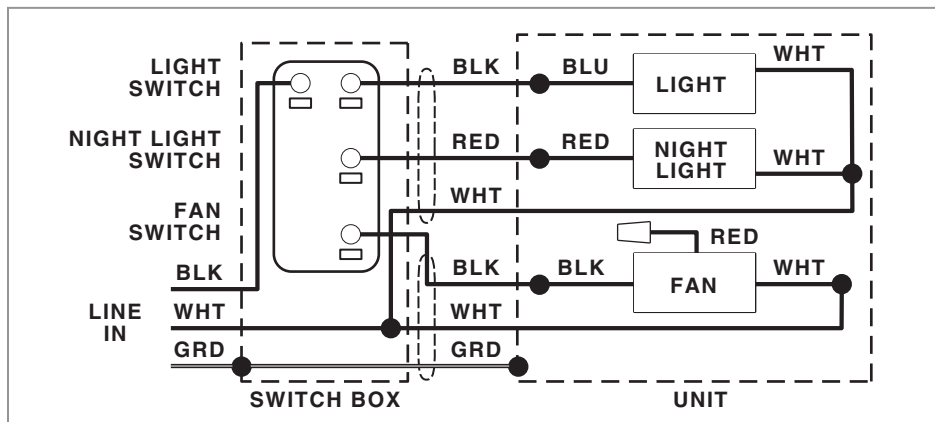 LIGHT
SWITCH
BLK
BLU
LIGHT
WHT
NIGHT LIGHT
SWITCH
RED
RED
NIGHT
LIGHT
WHT
WHT
FAN
SWITCH
RED
BLK
BLK
BLK
FAN
WHT
LINE
IN
WHT
WHT
GRD
GRD
SWITCH BOX
UNIT